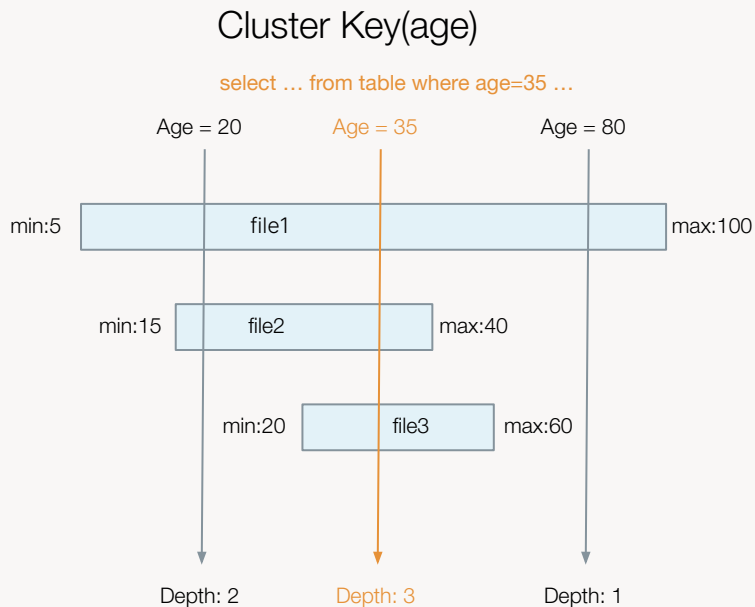 Cluster Key(age)
select … from table where age=35 …
Age = 20
Age = 35
Age = 80
min:5
file1
max:100
min:15
file2
max:40
min:20
file3
max:60
Depth: 2
Depth: 3
Depth: 1